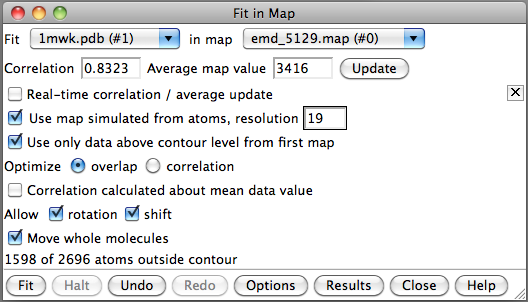 Fit in Map
Fit 1mwk.pdb (#1) in map emd_5129.map (#0)
Correlation 0.8323 Average map value 3416 Update
Real-time correlation / average update
Use map simulated from atoms, resolution 19
Use only data above contour level from first map
Optimize overlap correlation
Correlation calculated about mean data value
Allow rotation shift
Move whole molecules
1598 of 2696 atoms outside contour
Fit Halt Undo Redo Options Results Close Help